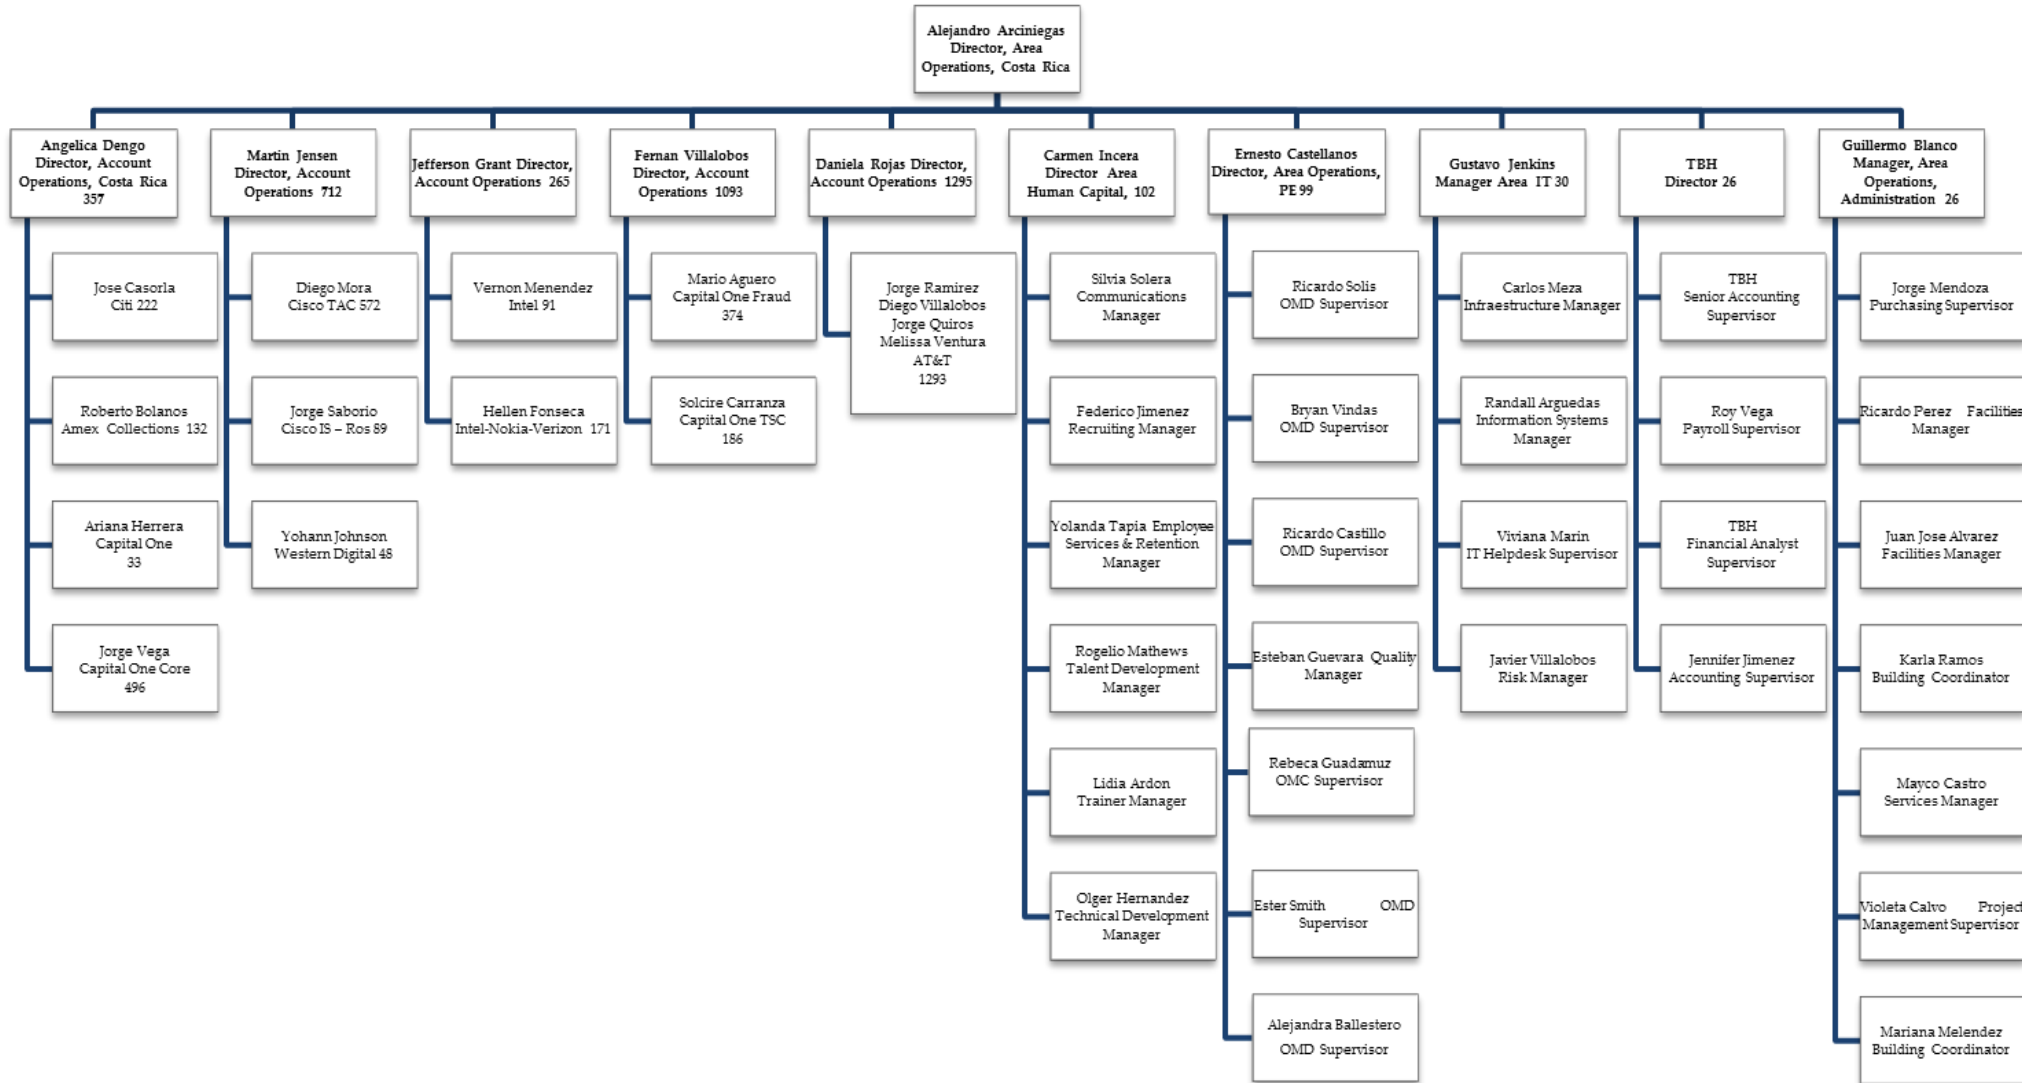 Alejandro Arciniegas
Director, Area
Operations, Costa Rica
Angelica Dengo
Director, Account
Operations, Costa Rica
357
Martin Jensen
Director, Account
Operations 712
Jefferson Grant Director,
Account Operations 265
Fernan Villalobos
Director, Account
Operations 1093
Daniela Rojas Director,
Account Operations 1295
Carmen Incera
Director Area
Human Capital, 102
Ernesto Castellanos
Director, Area Operations,
PE 99
Gustavo Jenkins
Manager Area IT 30
TBH
Director 26
Guillermo Blanco
Manager, Area
Operations,
Administration 26
Jose Casorla
Citi 222
Roberto Bolanos
Amex Collections 132
Ariana Herrera
Capital One
33
Jorge Vega
Capital One Core
496
Diego Mora
Cisco TAC 572
Jorge Saborio
Cisco IS – Ros 89
Yohann Johnson
Western Digital 48
Vernon Menendez
Intel 91
Hellen Fonseca
Intel-Nokia-Verizon 171
Mario Aguero
Capital One Fraud
374
Solcire Carranza
Capital One TSC
186
Jorge Ramirez
Diego Villalobos
Jorge Quiros
Melissa Ventura
AT&T
1293
Silvia Solera
Communications
Manager
Federico Jimenez
Recruiting Manager
Yolanda Tapia Employee
Services & Retention
Manager
Rogelio Mathews
Talent Development
Manager
Lidia Ardon
Trainer Manager
Olger Hernandez
Technical Development
Manager
Ricardo Solis
OMD Supervisor
Bryan Vindas
OMD Supervisor
Ricardo Castillo
OMD Supervisor
Esteban Guevara Quality
Manager
Rebeca Guadamuz
OMC Supervisor
Ester Smith OMD
Supervisor
Alejandra Ballestero
OMD Supervisor
Carlos Meza
Infraestructure Manager
Randall Arguedas
Information Systems
Manager
Viviana Marin
IT Helpdesk Supervisor
Javier Villalobos
Risk Manager
TBH
Senior Accounting
Supervisor
Roy Vega
Payroll Supervisor
TBH
Financial Analyst
Supervisor
Jennifer Jimenez
Accounting Supervisor
Jorge Mendoza
Purchasing Supervisor
Ricardo Perez Facilities
Manager
Juan Jose Alvarez
Facilities Manager
Karla Ramos
Building Coordinator
Mayco Castro
Services Manager
Violeta Calvo Project
Management Supervisor
Mariana Melendez
Building Coordinator